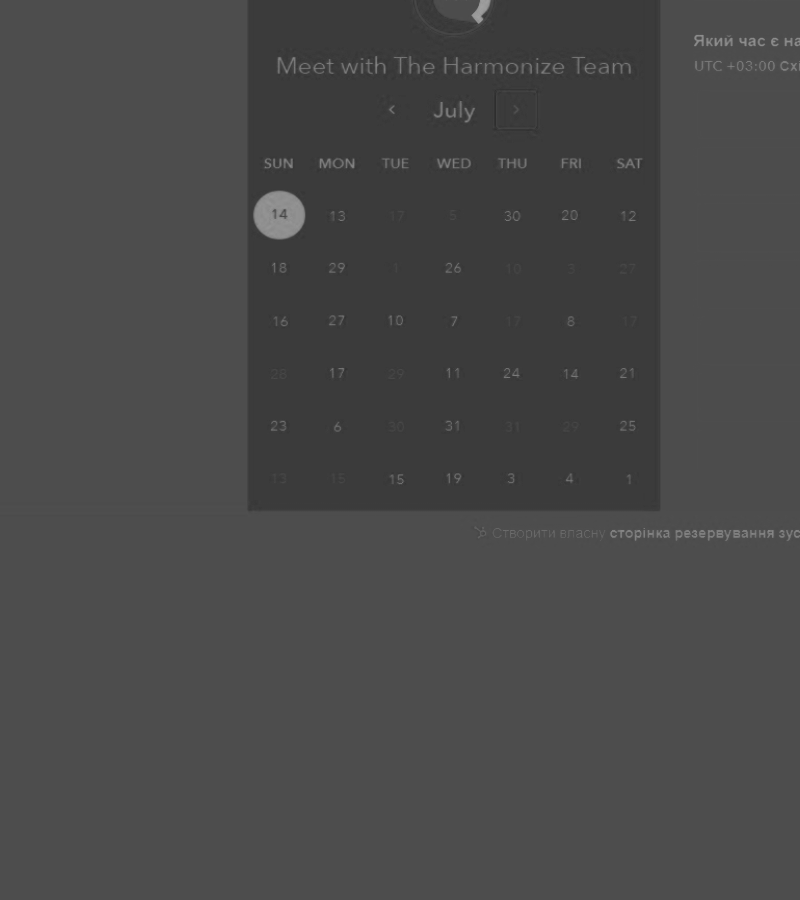 Meet with The Harmonize Team
July
SUN MON TUE WED THU FRI SAT
14 13 17 5 30 20 12
18 29 1 26 10 3 27
16 27 10 7 17 8 17
28 17 29 11 24 14 21
23 6 30 31 31 29 25
13 15 15 19 3 4 1
Який час є на
UTC +03:00 Схі
Створити власну сторінка резервування зус